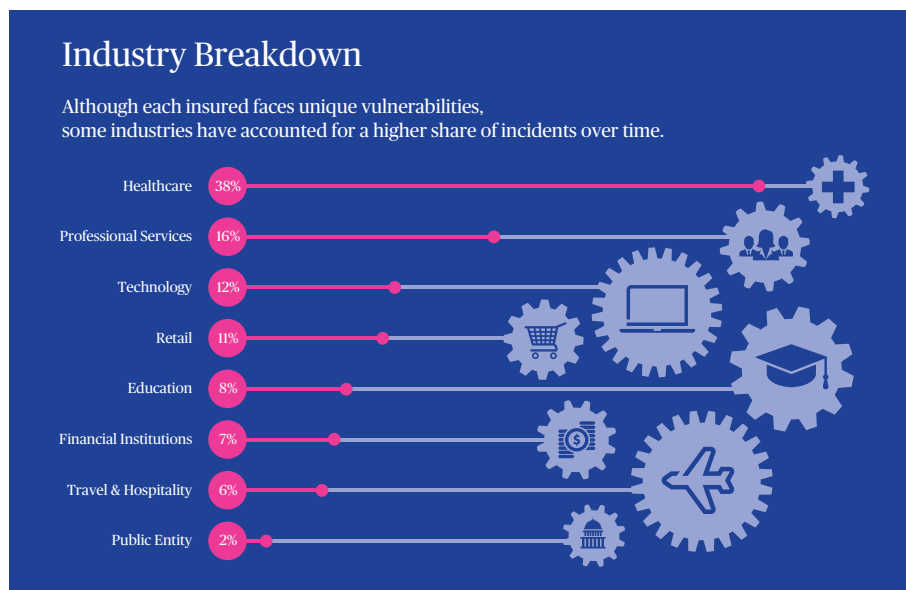 Industry Breakdown
Although each insured faces unique vulnerabilities,
some industries have accounted for a higher share of incidents over time.
Healthcare 38%
Professional Services 16%
Technology 12%
Retail 11%
Education 8%
Financial Institutions 7%
$
Travel & Hospitality 6%
Public Entity 2%